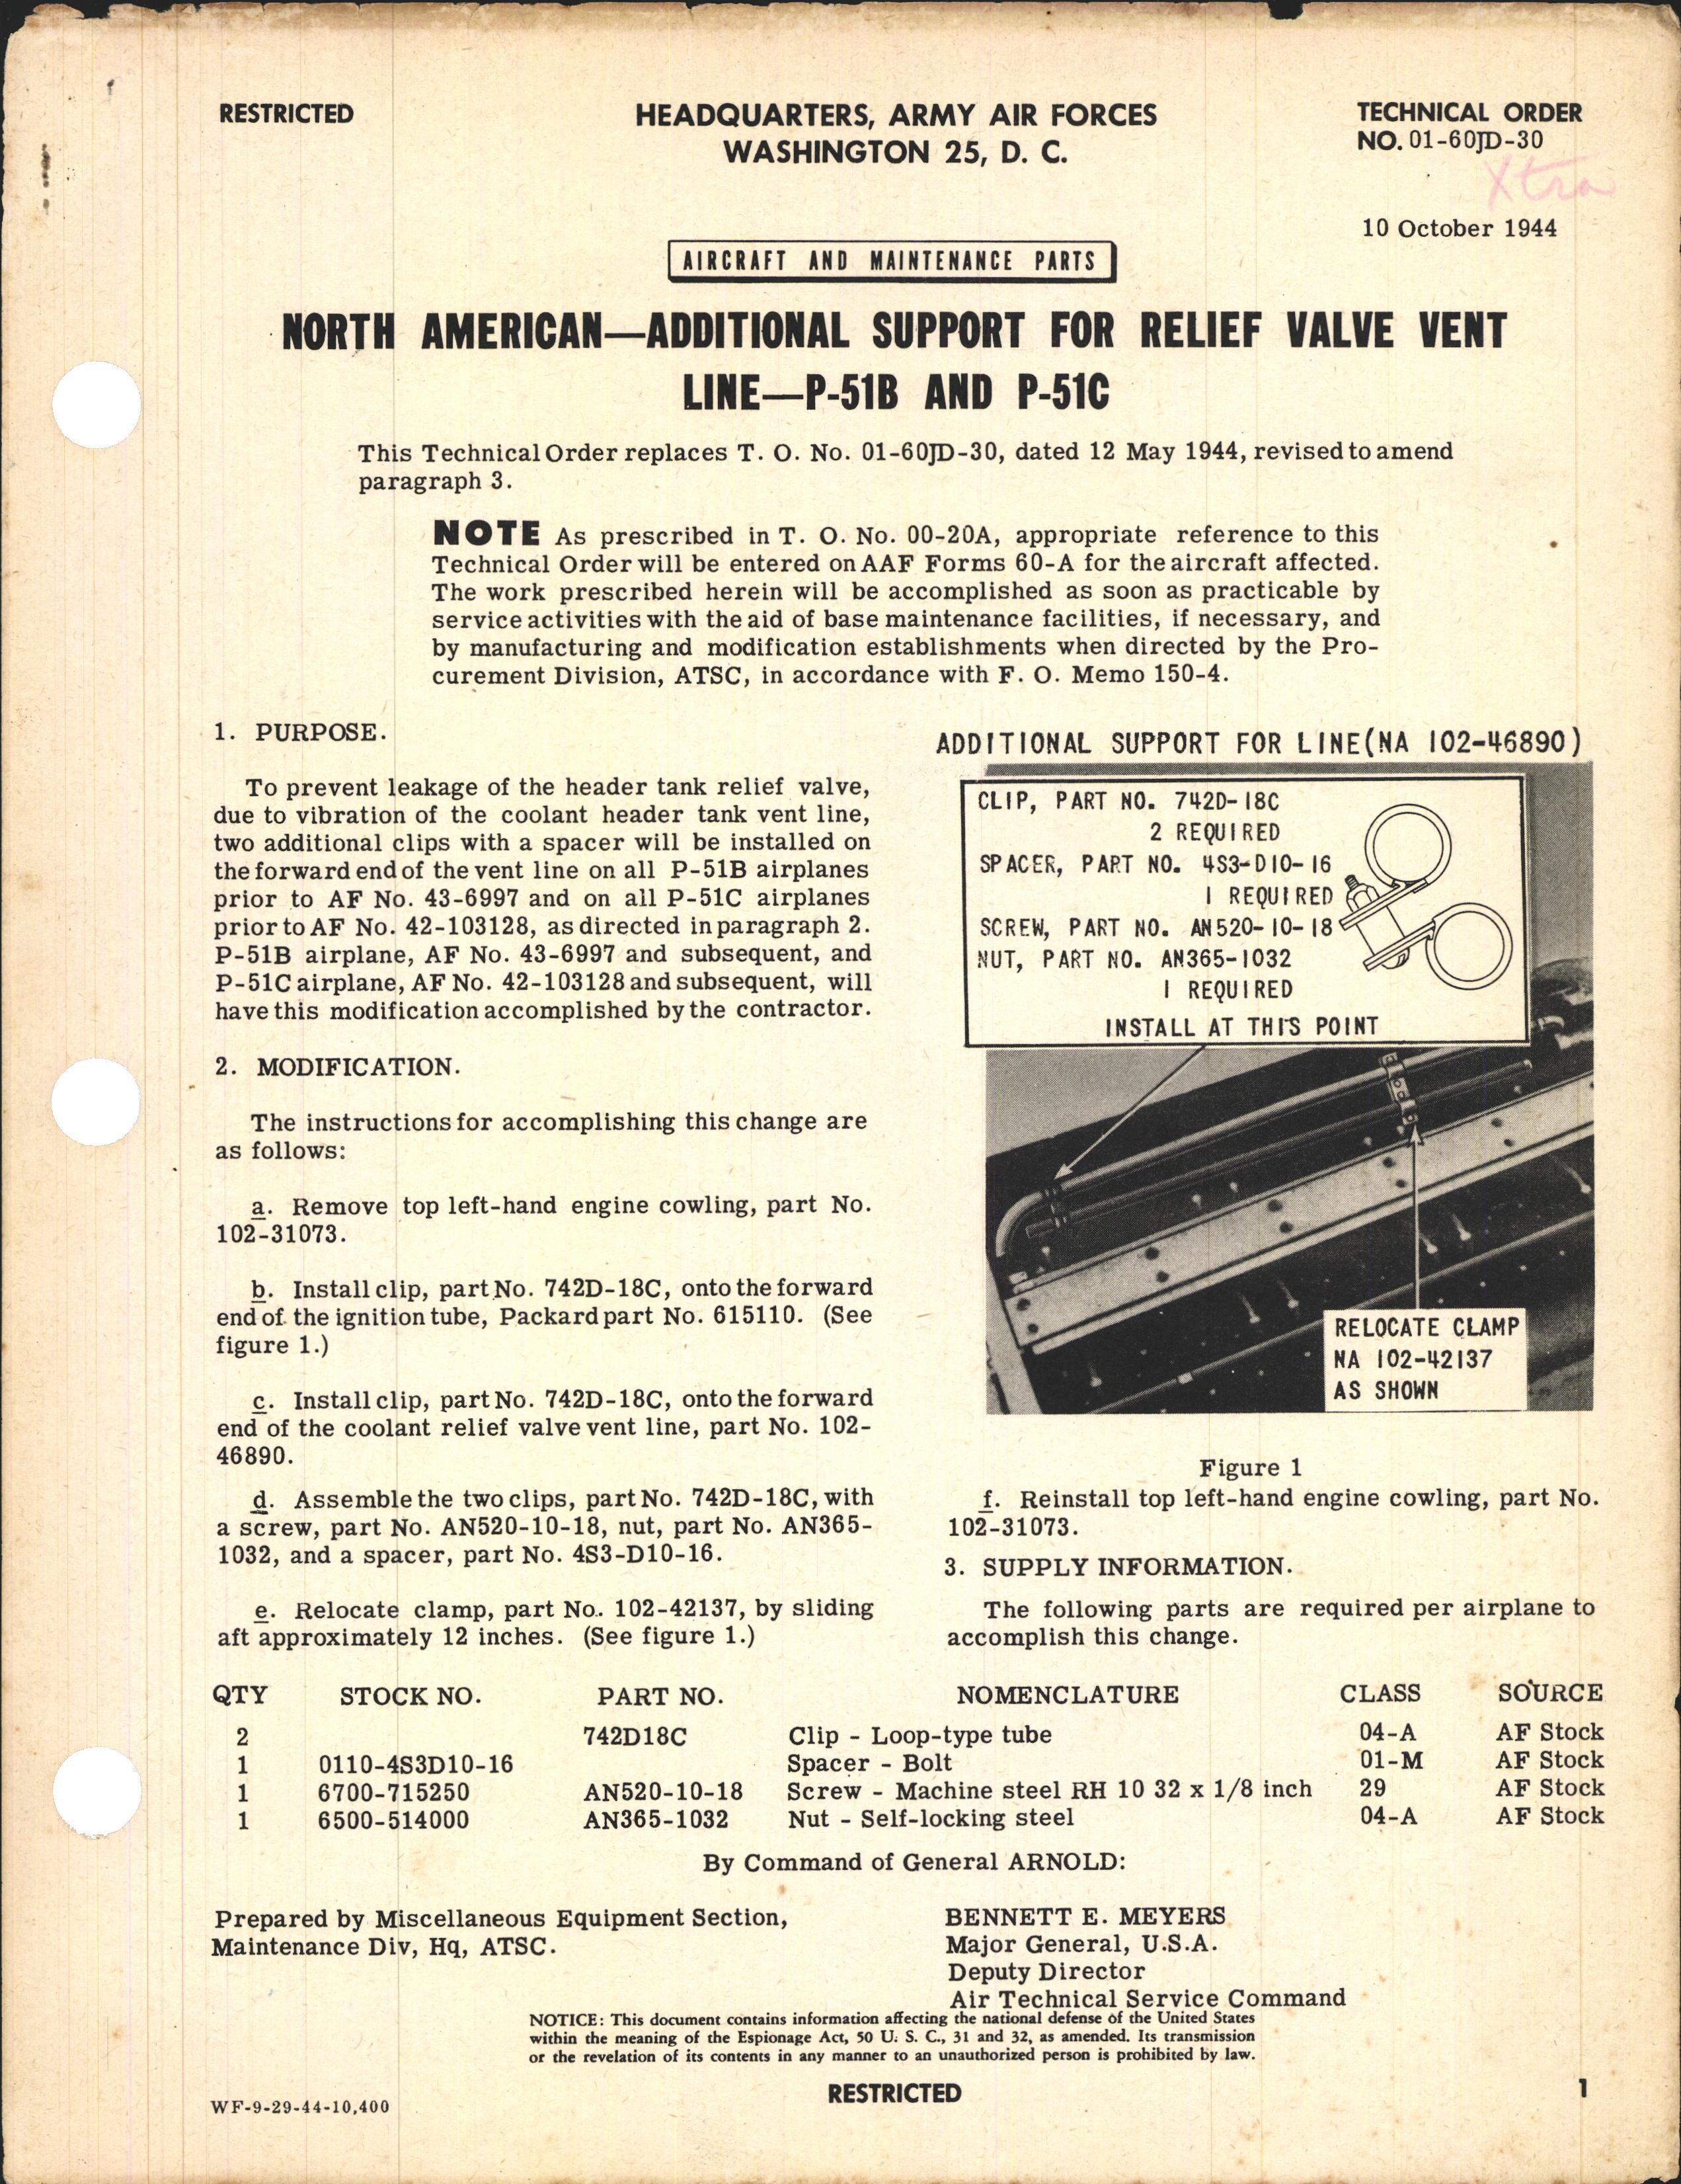 RESTRICTED
HEADQUARTERS, ARMY AIR FORCES
WASHINGTON 25, D. C.
TECHNICAL ORDER
NO. 01-60JD-30
Xtra
10 October 1944
AIRCRAFT AND MAINTENANCE PARTS
NORTH AMERICAN—ADDITIONAL SUPPORT FOR RELIEF VALVE VENT
LINE—P-51B AND P-51C
This Technical Order replaces T. O. No. 01-60JD-30, dated 12 May 1944, revised to amend
paragraph 3.
NOTE As prescribed in T. O. No. 00-20A, appropriate reference to this
Technical Order will be entered on AAF Forms 60-A for the aircraft affected.
The work prescribed herein will be accomplished as soon as practicable by
service activities with the aid of base maintenance facilities, if necessary, and
by manufacturing and modification establishments when directed by the Pro-
curement Division, ATSC, in accordance with F. O. Memo 150-4.
1. PURPOSE.
To prevent leakage of the header tank relief valve,
due to vibration of the coolant header tank vent line,
two additional clips with a spacer will be installed on
the forward end of the vent line on all P-51B airplanes
prior to AF No. 43-6997 and on all P-51C airplanes
prior to AF No. 42-103128, as directed in paragraph 2.
P-51B airplane, AF No. 43-6997 and subsequent, and
P-51C airplane, AF No. 42-103128 and subsequent, will
have this modification accomplished by the contractor.
2. MODIFICATION.
The instructions for accomplishing this change are
as follows:
a. Remove top left-hand engine cowling, part No.
102-31073.
b. Install clip, part No. 742D-18C, onto the forward
end of the ignition tube, Packard part No. 615110. (See
figure 1.)
c. Install clip, part No. 742D-18C, onto the forward
end of the coolant relief valve vent line, part No. 102-
46890.
d. Assemble the two clips, part No. 742D-18C, with
a screw, part No. AN520-10-18, nut, part No. AN365-
1032, and a spacer, part No. 4S3-D10-16.
e. Relocate clamp, part No. 102-42137, by sliding
aft approximately 12 inches. (See figure 1.)
ADDITIONAL SUPPORT FOR LINE(NA 102-46890)
CLIP, PART NO. 742D-18C
2 REQUIRED
SPACER, PART NO. 4S3-D10-16
1 REQUIRED
SCREW, PART NO. AN520-10-18
NUT, PART NO. AN365-1032
1 REQUIRED
INSTALL AT THIS POINT
RELOCATE CLAMP
NA 102-42137
AS SHOWN
Figure 1
f. Reinstall top left-hand engine cowling, part No.
102-31073.
3. SUPPLY INFORMATION.
The following parts are required per airplane to
accomplish this change.
QTY STOCK NO. PART NO. NOMENCLATURE CLASS SOURCE
2 742D18C Clip - Loop-type tube 04-A AF Stock
1 0110-4S3D10-16 Spacer - Bolt 01-M AF Stock
1 6700-715250 AN520-10-18 Screw - Machine steel RH 10 32 x 1/8 inch 29 AF Stock
1 6500-514000 AN365-1032 Nut - Self-locking steel 04-A AF Stock
By Command of General ARNOLD:
Prepared by Miscellaneous Equipment Section,
Maintenance Div, Hq, ATSC.
BENNETT E. MEYERS
Major General, U.S.A.
Deputy Director
Air Technical Service Command
NOTICE: This document contains information affecting the national defense of the United States
within the meaning of the Espionage Act, 50 U. S. C., 31 and 32, as amended. Its transmission
or the revelation of its contents in any manner to an unauthorized person is prohibited by law.
WF-9-29-44-10,400
RESTRICTED
1